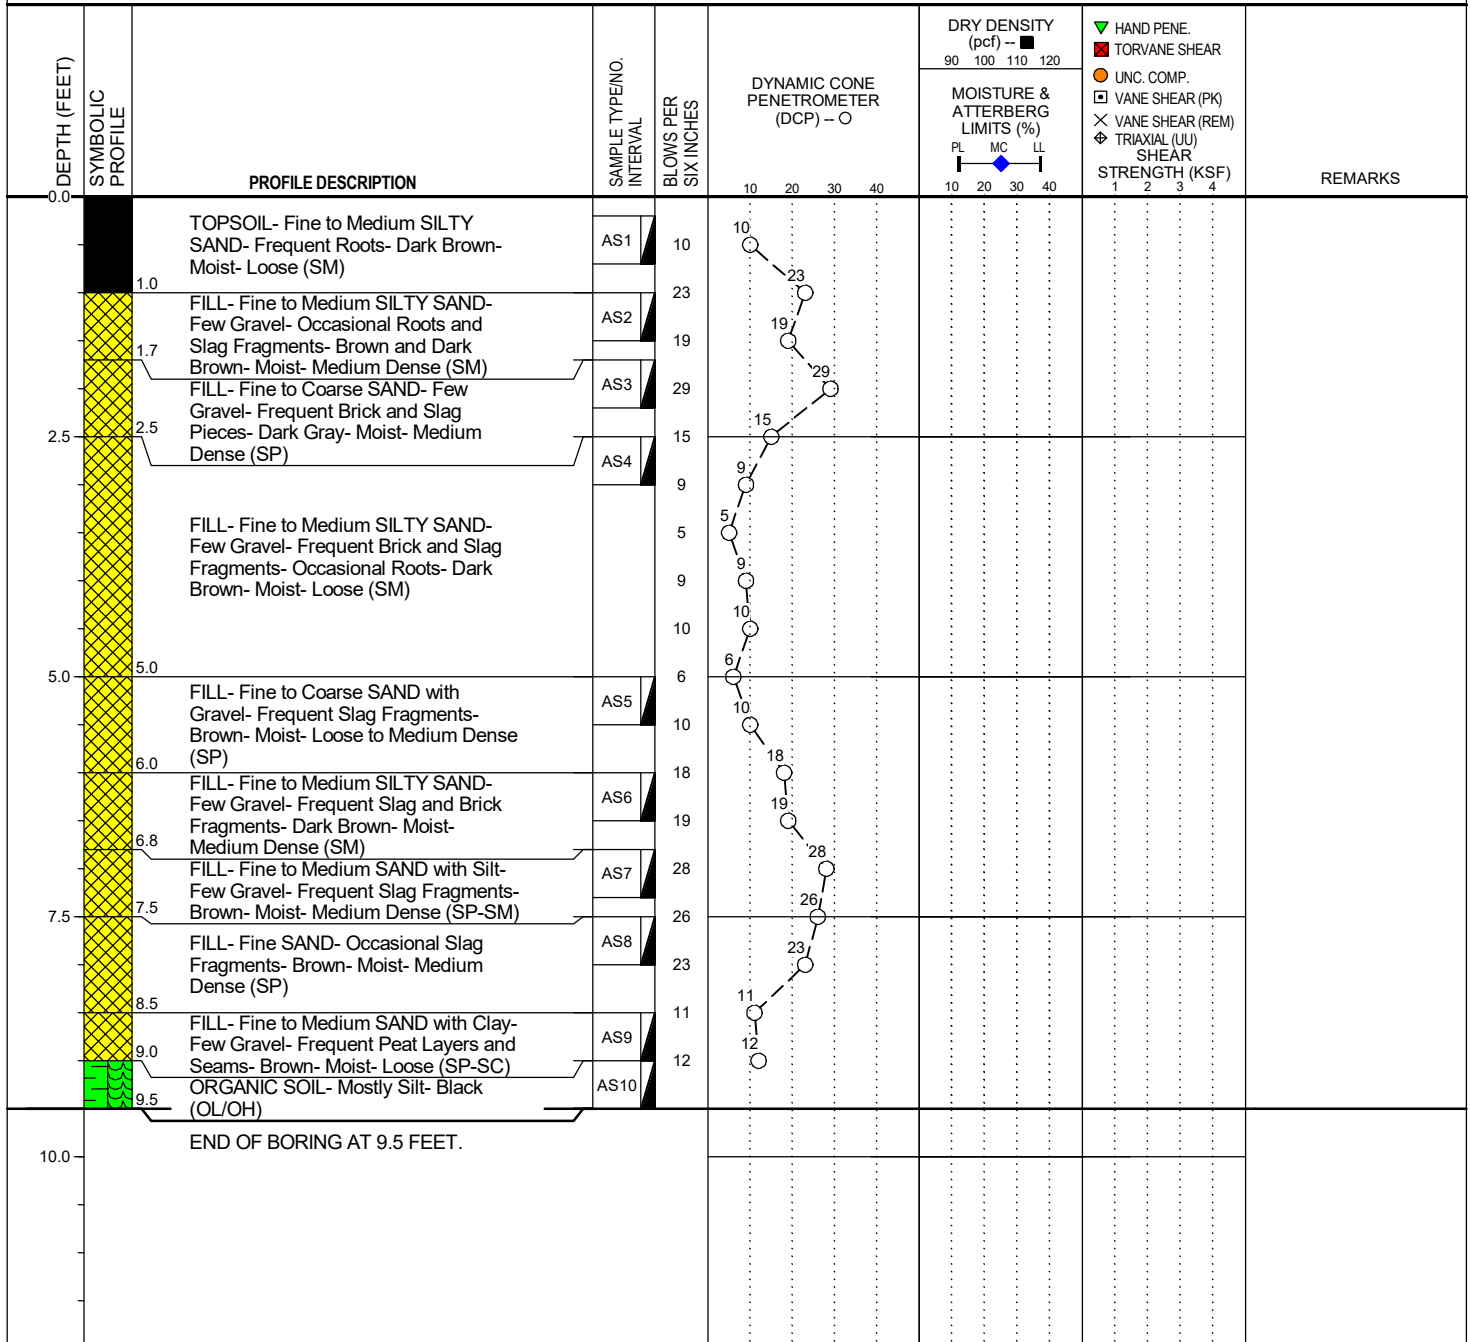 DEPTH (FEET)
SYMBOLIC
PROFILE
PROFILE DESCRIPTION
SAMPLE TYPE/NO.
INTERVAL
BLOWS PER
SIX INCHES
DYNAMIC CONE
PENETROMETER
(DCP) -- O
10 20 30 40
DRY DENSITY
(pcf) -- ■
90 100 110 120
MOISTURE &
ATTERBERG
LIMITS (%)
PL MC LL
10 20 30 40
HAND PENE.
TORVANE SHEAR
UNC. COMP.
VANE SHEAR (PK)
VANE SHEAR (REM)
TRIAXIAL (UU)
SHEAR
STRENGTH (KSF)
1 2 3 4
REMARKS
0.0
TOPSOIL- Fine to Medium SILTY
SAND- Frequent Roots- Dark Brown-
Moist- Loose (SM)
AS1
10
10
1.0
23
23
FILL- Fine to Medium SILTY SAND-
Few Gravel- Occasional Roots and
Slag Fragments- Brown and Dark
Brown- Moist- Medium Dense (SM)
AS2
19
19
1.7
FILL- Fine to Coarse SAND- Few
Gravel- Frequent Brick and Slag
Pieces- Dark Gray- Moist- Medium
Dense (SP)
AS3
29
29
2.5
2.5
15
15
AS4
9
9
FILL- Fine to Medium SILTY SAND-
Few Gravel- Frequent Brick and Slag
Fragments- Occasional Roots- Dark
Brown- Moist- Loose (SM)
5
5
9
9
10
10
5.0
5.0
6
6
FILL- Fine to Coarse SAND with
Gravel- Frequent Slag Fragments-
Brown- Moist- Loose to Medium Dense
(SP)
AS5
10
10
6.0
18
18
FILL- Fine to Medium SILTY SAND-
Few Gravel- Frequent Slag and Brick
Fragments- Dark Brown- Moist-
Medium Dense (SM)
AS6
19
19
6.8
FILL- Fine to Medium SAND with Silt-
Few Gravel- Frequent Slag Fragments-
Brown- Moist- Medium Dense (SP-SM)
AS7
28
28
7.5
7.5
26
26
FILL- Fine SAND- Occasional Slag
Fragments- Brown- Moist- Medium
Dense (SP)
AS8
23
23
8.5
11
11
FILL- Fine to Medium SAND with Clay-
Few Gravel- Frequent Peat Layers and
Seams- Brown- Moist- Loose (SP-SC)
AS9
9.0
12
12
ORGANIC SOIL- Mostly Silt- Black
(OL/OH)
AS10
9.5
END OF BORING AT 9.5 FEET.
10.0